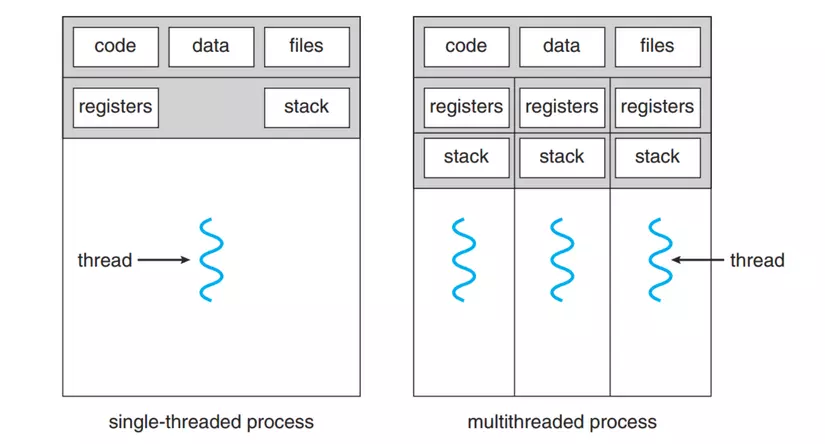 code data files
registers stack
thread
single-threaded process
code data files
registers registers registers
stack stack stack
thread
multithreaded process